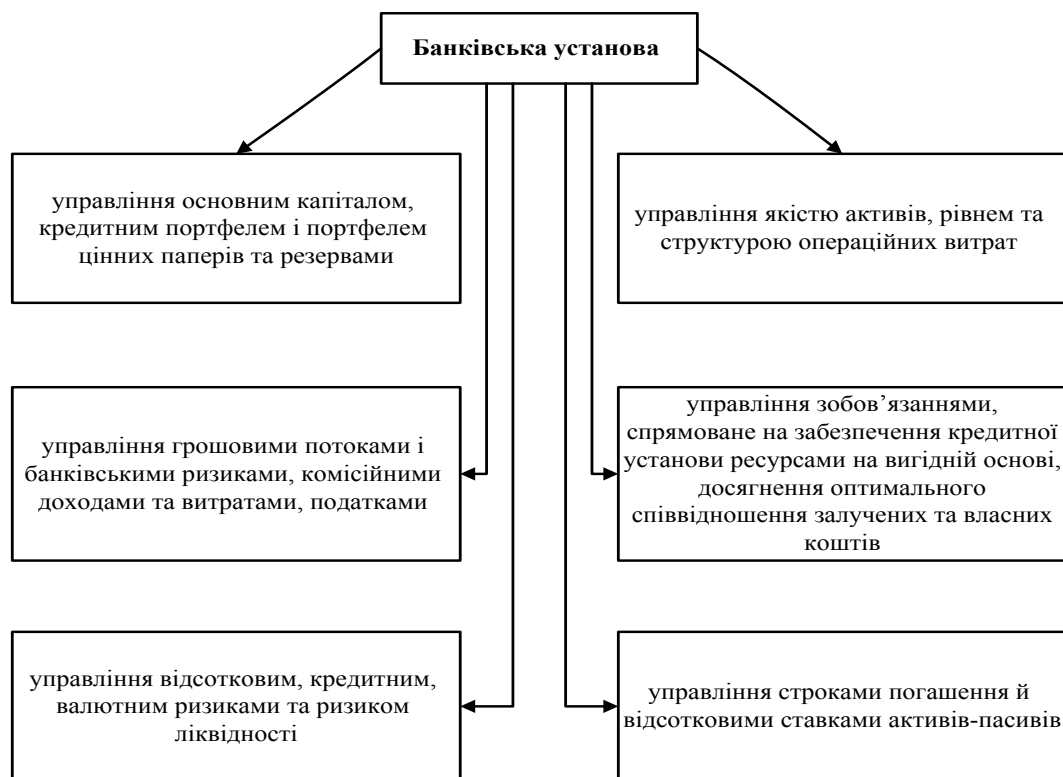 Банківська установа
управління основним капіталом,
кредитним портфелем і портфелем
цінних паперів та резервами
управління якістю активів, рівнем та
структурою операційних витрат
управління грошовими потоками і
банківськими ризиками, комісійними
доходами та витратами, податками
управління зобов’язаннями,
спрямоване на забезпечення кредитної
установи ресурсами на вигідній основі,
досягнення оптимального
співвідношення залучених та власних
коштів
управління відсотковим, кредитним,
валютним ризиками та ризиком
ліквідності
управління строками погашення й
відсотковими ставками активів-пасивів